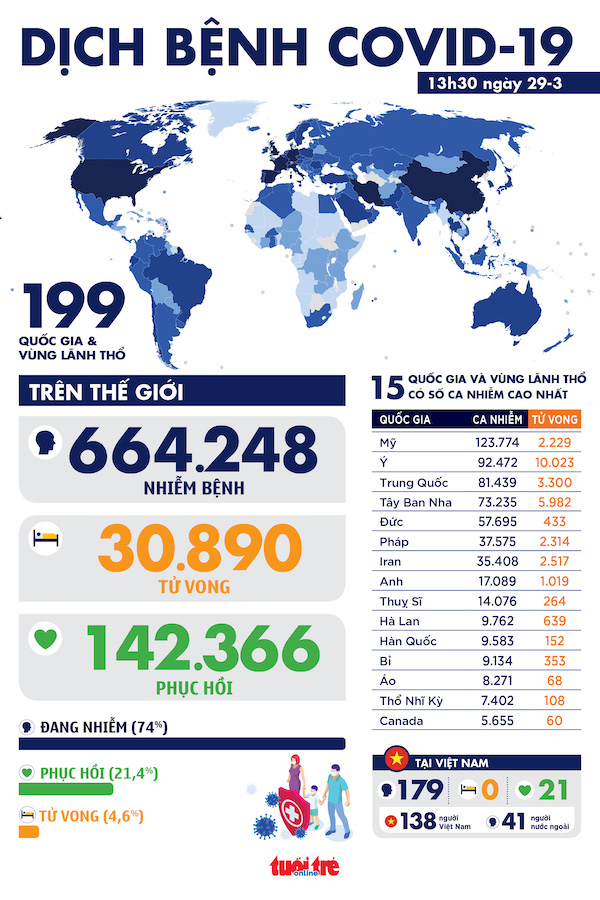 DỊCH BỆNH COVID-19
13h30 ngày 29-3
199
QUỐC GIA &
VÙNG LÃNH THỔ
TRÊN THẾ GIỚI
664.248
NHIỄM BỆNH
30.890
TỬ VONG
142.366
PHỤC HỒI
ĐANG NHIỄM (74%)
PHỤC HỒI (21,4%)
TỬ VONG (4,6%)
15 QUỐC GIA VÀ VÙNG LÃNH THỔ
CÓ SỐ CA NHIỄM CAO NHẤT
QUỐC GIA CA NHIỄM TỬ VONG
Mỹ 123.774 2.229
Ý 92.472 10.023
Trung Quốc 81.439 3.300
Tây Ban Nha 73.235 5.982
Đức 57.695 433
Pháp 37.575 2.314
Iran 35.408 2.517
Anh 17.089 1.019
Thuỵ Sĩ 14.076 264
Hà Lan 9.762 639
Hàn Quốc 9.583 152
Bỉ 9.134 353
Áo 8.271 68
Thổ Nhĩ Kỳ 7.402 108
Canada 5.655 60
TẠI VIỆT NAM
179 0 21
138 người Việt Nam 41 người nước ngoài
tuổi trẻ
online